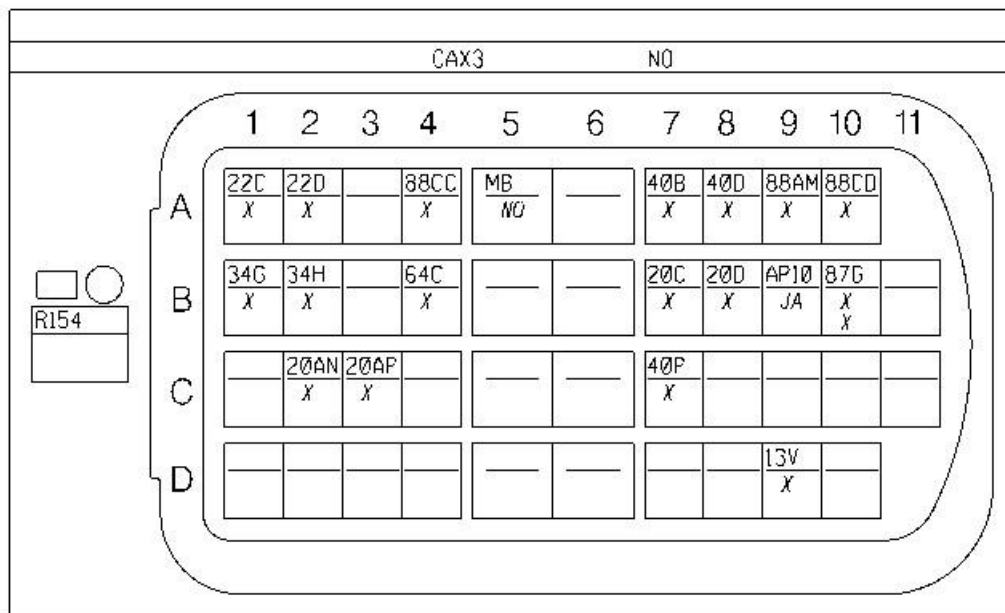 CAX3 NO
1 2 3 4 5 6 7 8 9 10 11
A 22C 22D 88CC MB 40B 40D 88AM 88CD
X X X NO X X X X
B 34G 34H 64C 20C 20D AP10 87G
X X X X X JA X
X
R154
C 20AN 20AP 40P
X X X
D 13V
X